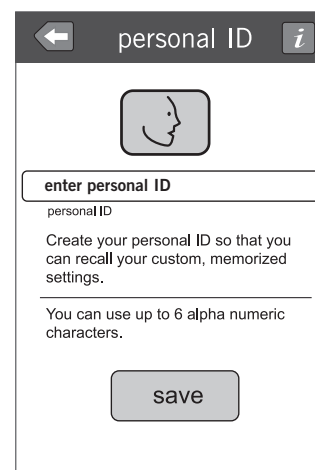 personal ID i
enter personal ID
personal ID
Create your personal ID so that you
can recall your custom, memorized
settings.
You can use up to 6 alpha numeric
characters.
save